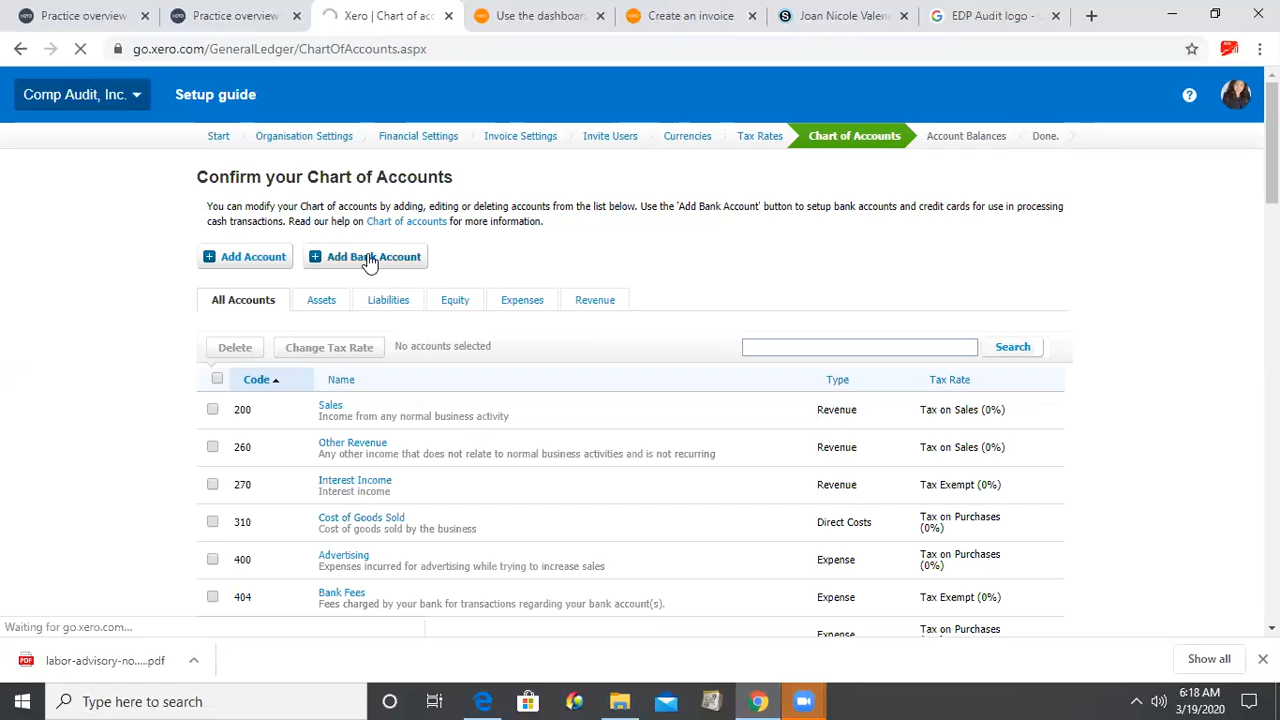 Practice overview
Practice overview
Xero | Chart of acc
Use the dashboar
Create an invoice
Joan Nicole Valen
EDP Audit logo -
go.xero.com/GeneralLedger/ChartOfAccounts.aspx
Comp Audit, Inc.
Setup guide
Start
Organisation Settings
Financial Settings
Invoice Settings
Invite Users
Currencies
Tax Rates
Chart of Accounts
Account Balances
Done.
Confirm your Chart of Accounts
You can modify your Chart of accounts by adding, editing or deleting accounts from the list below. Use the 'Add Bank Account' button to setup bank accounts and credit cards for use in processing
cash transactions. Read our help on Chart of accounts for more information.
Add Account
Add Bank Account
All Accounts
Assets
Liabilities
Equity
Expenses
Revenue
Delete
Change Tax Rate
No accounts selected
Search
Code
Name
Type
Tax Rate
200
Sales
Income from any normal business activity
Revenue
Tax on Sales (0%)
260
Other Revenue
Any other income that does not relate to normal business activities and is not recurring
Revenue
Tax on Sales (0%)
270
Interest Income
Interest income
Revenue
Tax Exempt (0%)
310
Cost of Goods Sold
Cost of goods sold by the business
Direct Costs
Tax on Purchases
(0%)
400
Advertising
Expenses incurred for advertising while trying to increase sales
Expense
Tax on Purchases
(0%)
404
Bank Fees
Fees charged by your bank for transactions regarding your bank account(s).
Expense
Tax Exempt (0%)
Expense
Tax on Purchases
Waiting for go.xero.com...
labor-advisory-no.....pdf
Show all
Type here to search
6:18 AM
3/19/2020